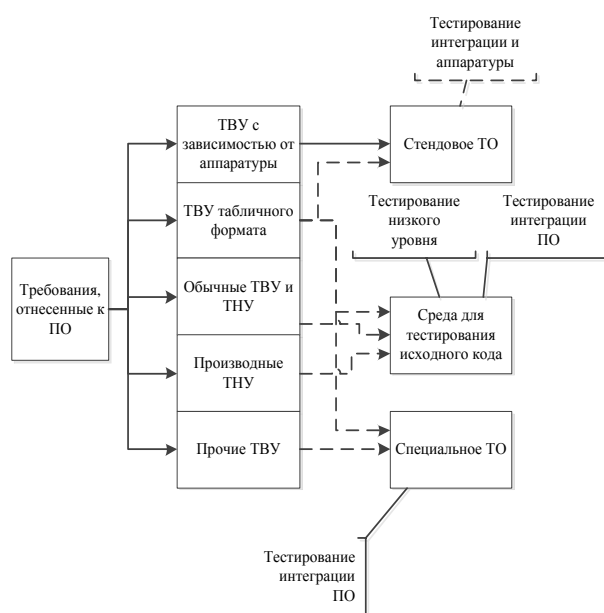 Тестирование
интеграции и
аппаратуры
ТВУ с
зависимостью от
аппаратуры
Стендовое ТО
ТВУ табличного
формата
Тестирование
низкого
уровня
Тестирование
интеграции
ПО
Требования,
отнесенные к
ПО
Обычные ТВУ и
ТНУ
Среда для
тестирования
исходного кода
Производные
ТНУ
Прочие ТВУ
Специальное ТО
Тестирование
интеграции
ПО